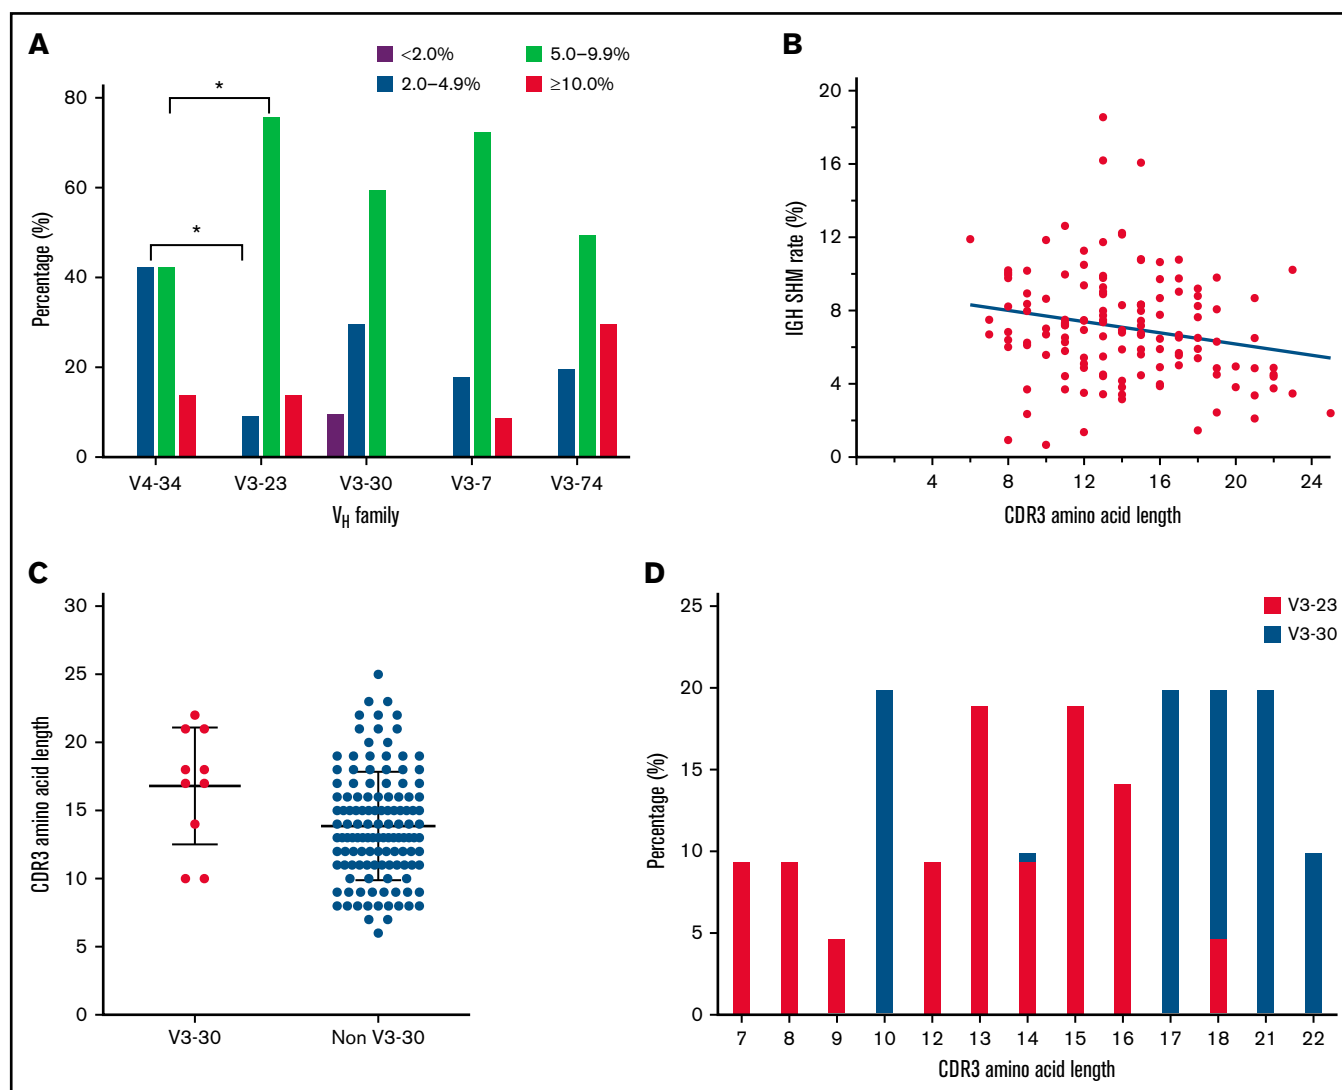 A
<2.0%
5.0–9.9%
2.0–4.9%
≥10.0%
*
*
Percentage (%)
80
60
40
20
0
V4-34 V3-23 V3-30 V3-7 V3-74
VH family
B
IGH SHM rate (%)
20
16
12
8
4
0
4 8 12 16 20 24
CDR3 amino acid length
C
CDR3 amino acid length
30
25
20
15
10
5
0
V3-30 Non V3-30
D
V3-23
V3-30
Percentage (%)
25
20
15
10
5
0
7 8 9 10 12 13 14 15 16 17 18 21 22
CDR3 amino acid length